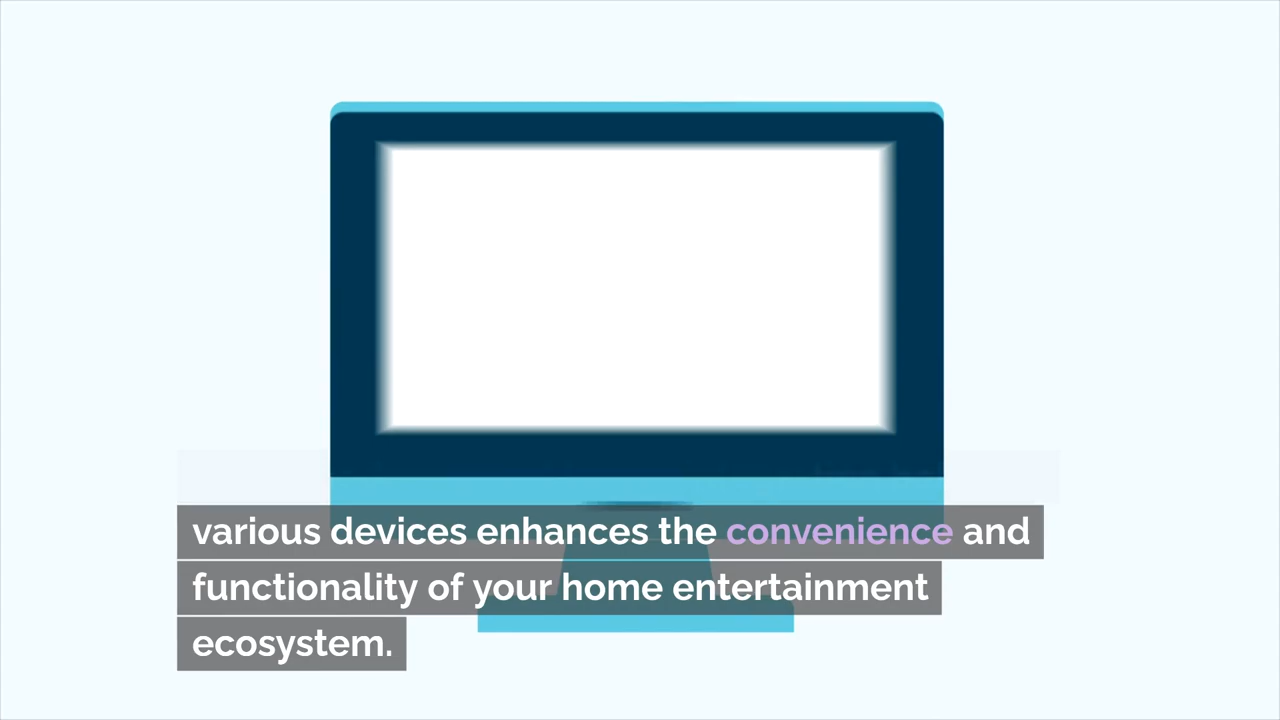 various devices enhances the convenience and
functionality of your home entertainment
ecosystem.